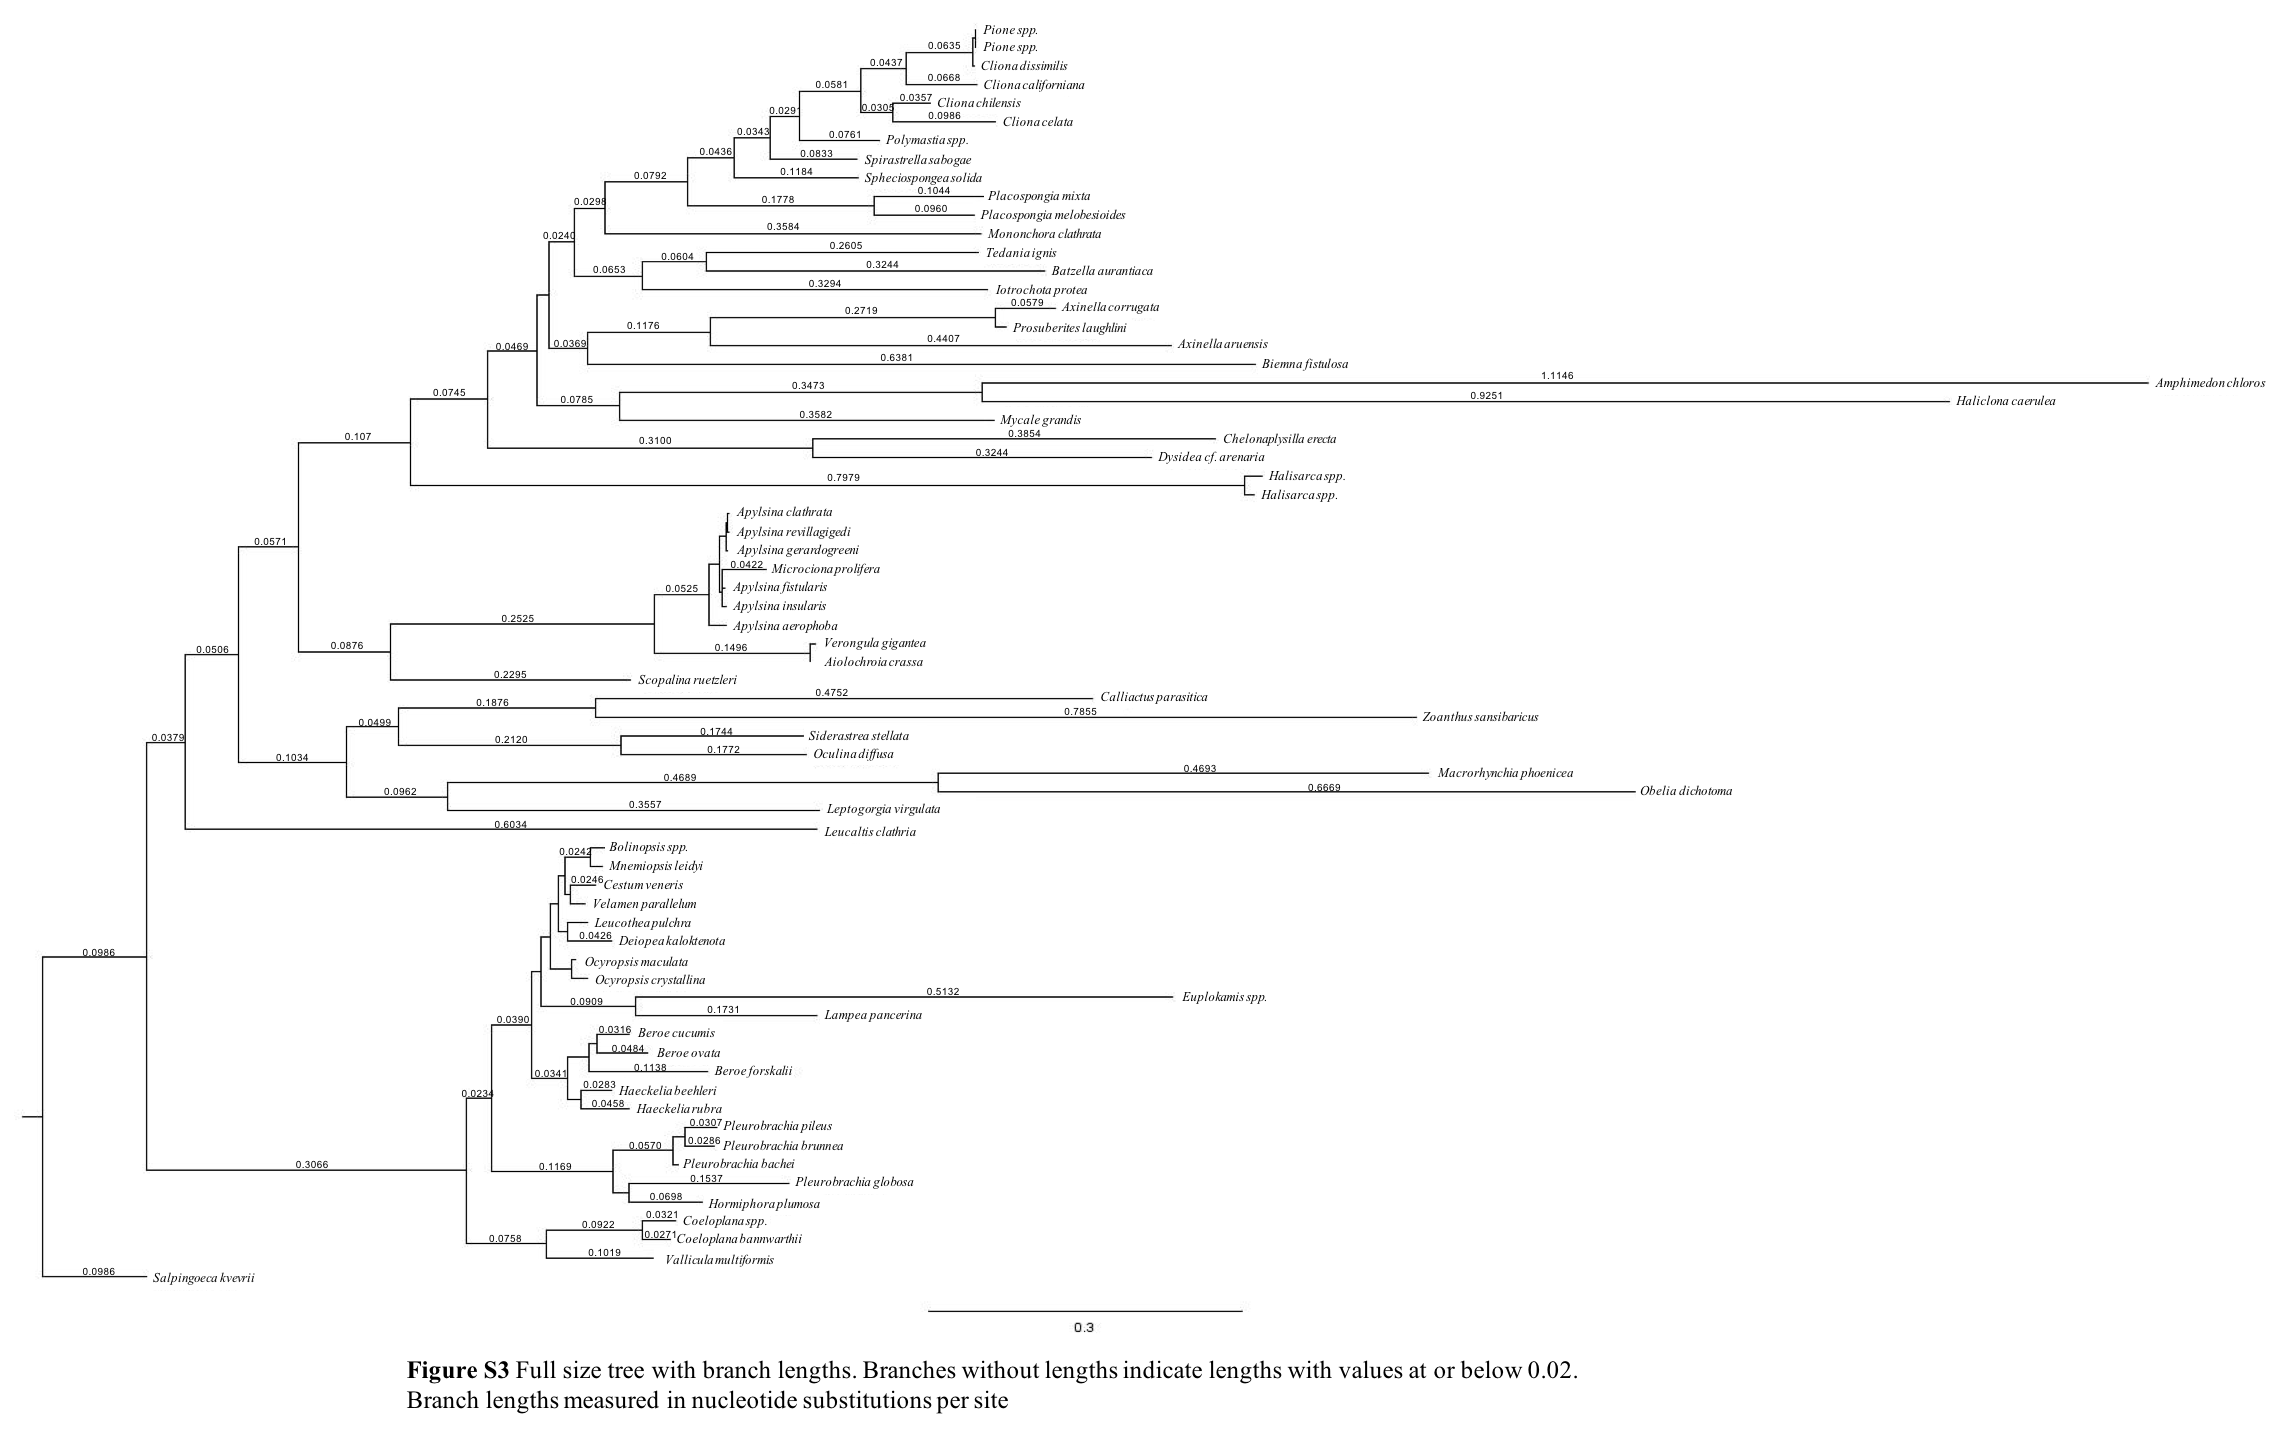 Pione spp.
0.0635
Pione spp.
0.0437
Cliona dissimilis
0.0668
Cliona californiana
0.0581
0.0357
Cliona chilensis
0.0305
0.0986
Cliona celata
0.0291
0.0761
Polymastia spp.
0.0343
0.0833
Spirastrella sabogae
0.0436
0.1184
Spheciospongea solida
0.0792
0.1044
Placospongia mixta
0.1778
0.0960
Placospongia melobesioides
0.0298
0.3584
Mononchora clathrata
0.0240
0.2605
Tedania ignis
0.0604
0.3244
Batzella aurantiaca
0.0653
0.3294
Iotrochota protea
0.0579
Axinella corrugata
0.2719
Prosuberites laughlini
0.1176
0.4407
Axinella aruensis
0.0369
0.6381
Biemna fistulosa
0.0469
1.1146
Amphimedon chloros
0.3473
0.9251
Haliclona caerulea
0.0785
0.3582
Mycale grandis
0.0745
0.3854
Chelonaplysilla erecta
0.3100
0.3244
Dysidea cf. arenaria
0.107
0.7979
Halisarca spp.
Halisarca spp.
Apylsina clathrata
Apylsina revillagigedi
Apylsina gerardogreeni
0.0422
Microciona prolifera
0.0525
Apylsina fistularis
Apylsina insularis
0.2525
Apylsina aerophoba
0.0571
Verongula gigantea
0.1496
Aiolochroia crassa
0.0876
0.2295
Scopalina ruetzleri
0.0506
0.4752
Calliactus parasitica
0.1876
0.7855
Zoanthus sansibaricus
0.0499
0.1744
Siderastrea stellata
0.2120
0.1772
Oculina diffusa
0.1034
0.4693
Macrorhynchia phoenicea
0.4689
0.6669
Obelia dichotoma
0.0962
0.3557
Leptogorgia virgulata
0.0379
0.6034
Leucaltis clathria
Bolinopsis spp.
0.0242
Mnemiopsis leidyi
0.0246
Cestum veneris
Velamen parallelum
Leucothea pulchra
0.0426
Deiopea kaloktenota
Ocyropsis maculata
Ocyropsis crystallina
0.0986
0.5132
Euplokamis spp.
0.0909
0.1731
Lampea pancerina
0.0390
0.0316
Beroe cucumis
0.0484
Beroe ovata
0.1138
Beroe forskalii
0.0341
0.0283
Haeckelia beehleri
0.0458
Haeckelia rubra
0.0234
0.0307
Pleurobrachia pileus
0.0286
Pleurobrachia brunnea
0.0570
Pleurobrachia bachei
0.1169
0.1537
Pleurobrachia globosa
0.3066
0.0698
Hormiphora plumosa
0.0321
Coeloplana spp.
0.0922
0.0271
Coeloplana bannwarthii
0.0758
0.1019
Vallicula multiformis
0.0986
Salpingoeca kvevrii
0.3
Figure S3 Full size tree with branch lengths. Branches without lengths indicate lengths with values at or below 0.02.
Branch lengths measured in nucleotide substitutions per site